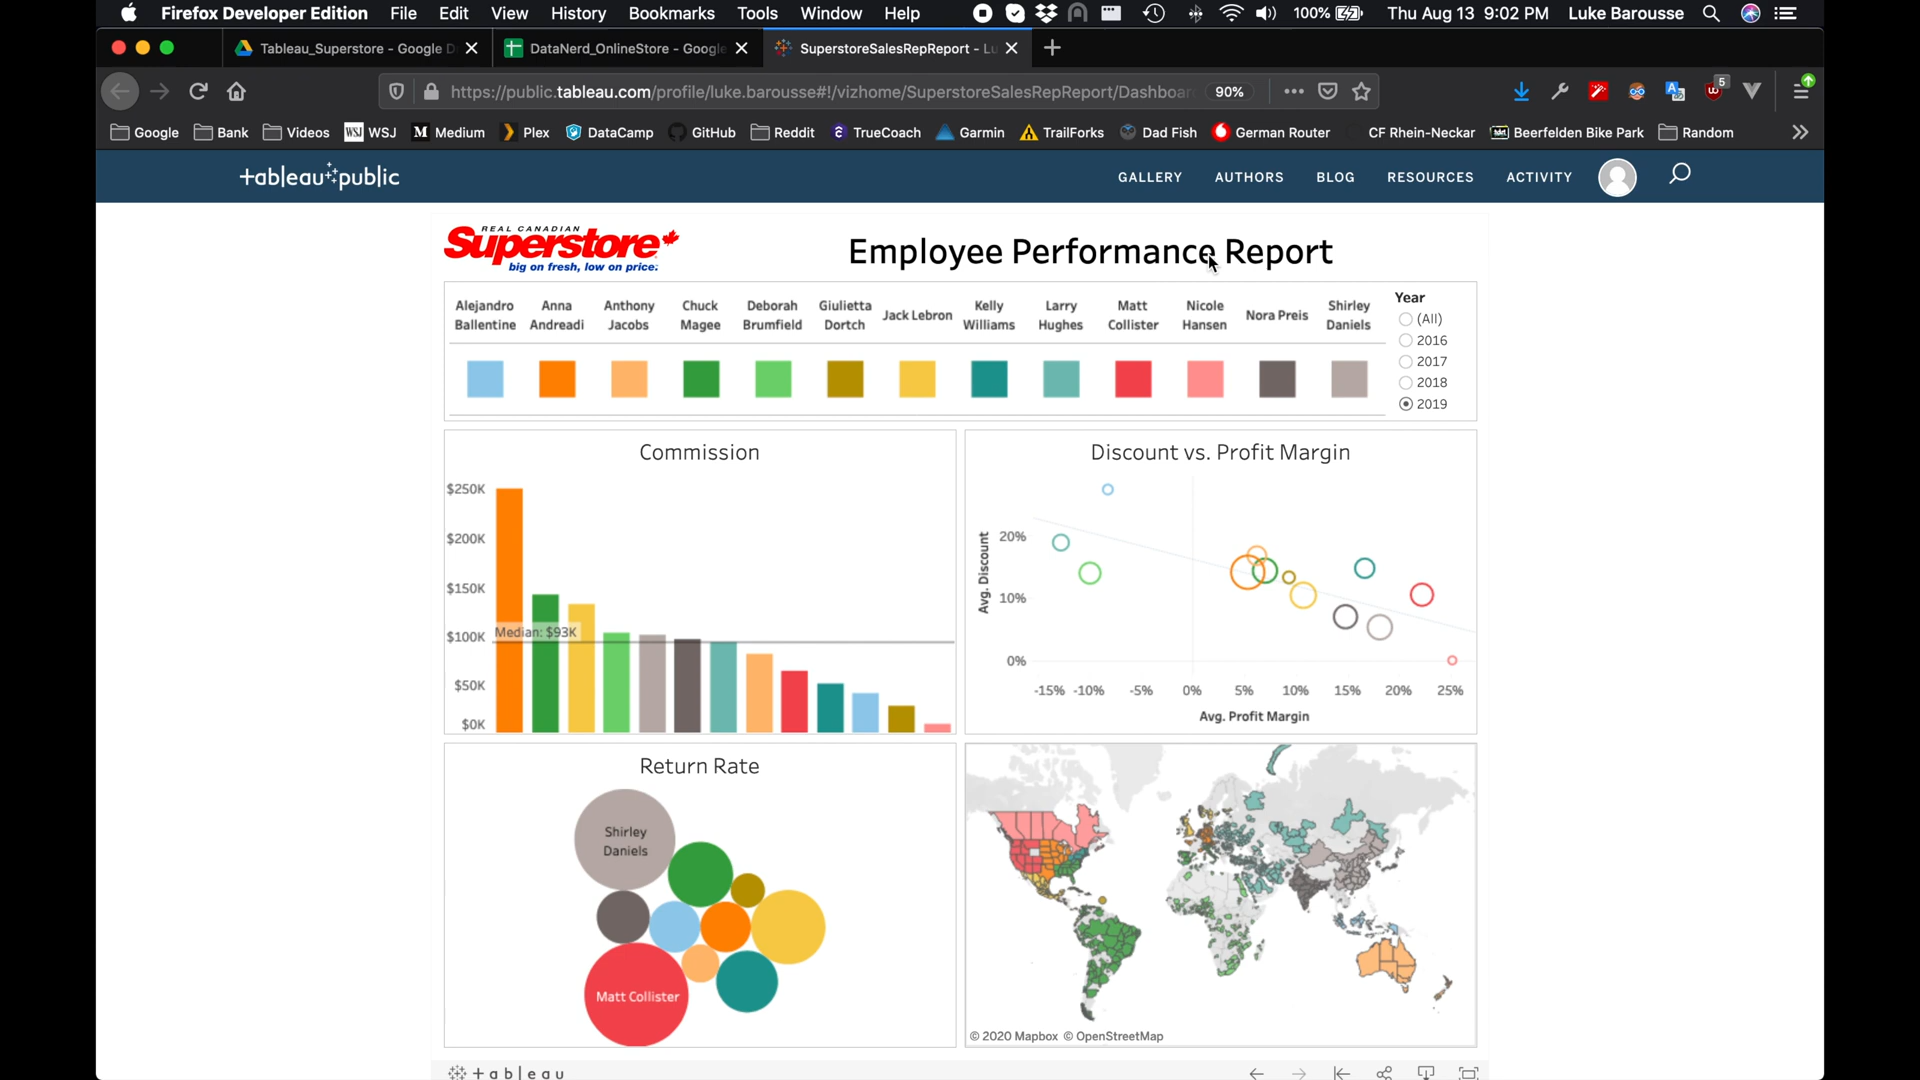 Firefox Developer Edition File Edit View History Bookmarks Tools Window Help 100% Thu Aug 13 9:02 PM Luke Barousse
Tableau_Superstore - Google D DataNerd_OnlineStore - Google SuperstoreSalesRepReport - Lu
https://public.tableau.com/profile/luke.barousse#!/vizhome/SuperstoreSalesRepReport/Dashboar 90% 5
Google Bank Videos WSJ WSJ Medium Plex DataCamp GitHub Reddit TrueCoach Garmin TrailForks Dad Fish German Router CF Rhein-Neckar Beerfelden Bike Park Random
+ableau public GALLERY AUTHORS BLOG RESOURCES ACTIVITY
REAL CANADIAN
Superstore
big on fresh, low on price.
Employee Performance Report
Alejandro Ballentine
Anna Andreadi
Anthony Jacobs
Chuck Magee
Deborah Brumfield
Giulietta Dortch
Jack Lebron
Kelly Williams
Larry Hughes
Matt Collister
Nicole Hansen
Nora Preis
Shirley Daniels
Year
(All)
2016
2017
2018
2019
Commission
$250K
$200K
$150K
$100K
$50K
$0K
Median: $93K
Discount vs. Profit Margin
Avg. Discount
20%
10%
0%
-15% -10% -5% 0% 5% 10% 15% 20% 25%
Avg. Profit Margin
Return Rate
Shirley
Daniels
Matt Collister
© 2020 Mapbox © OpenStreetMap
+ableau